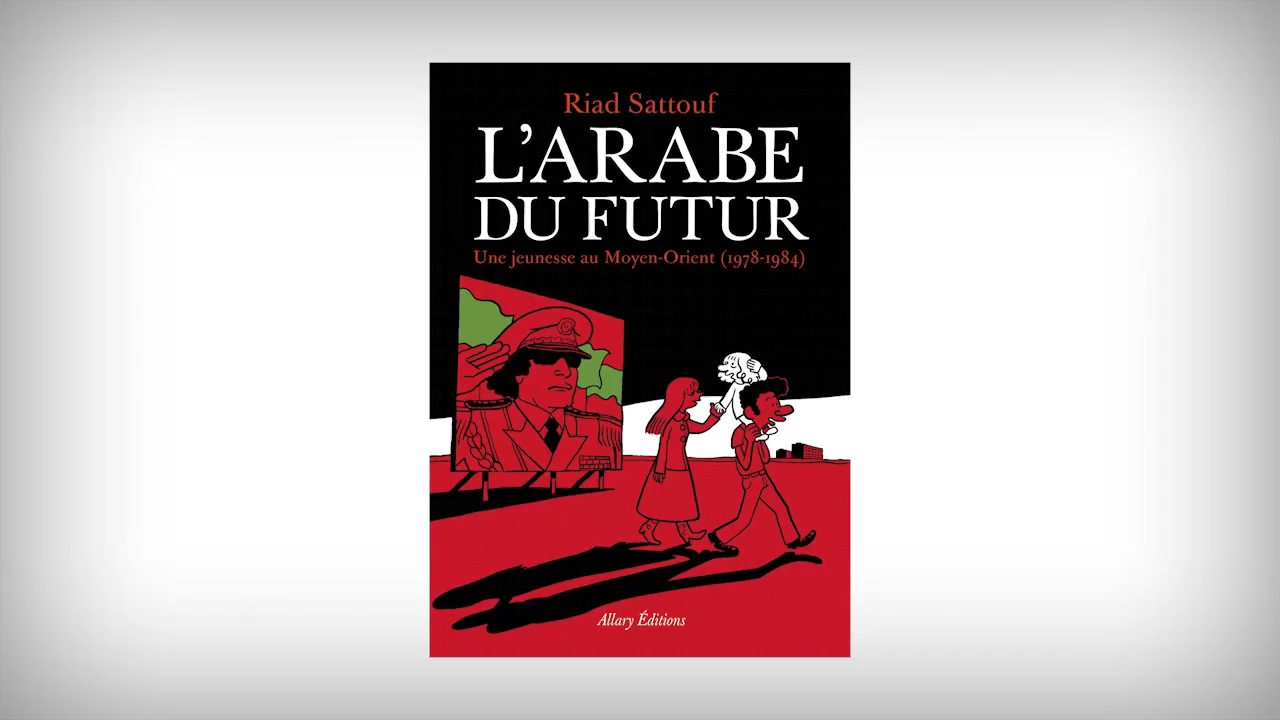 Riad Sattouf
L'ARABE
DU FUTUR
Une jeunesse au Moyen-Orient (1978-1984)
Allary Éditions